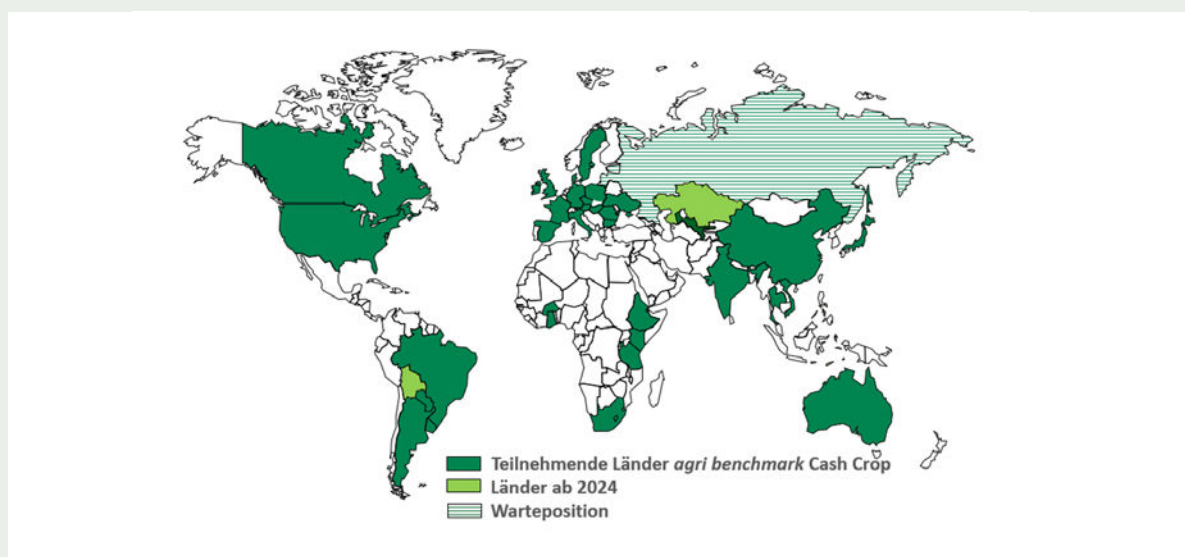 Teilnehmende Länder agri benchmark Cash Crop
Länder ab 2024
Warteposition